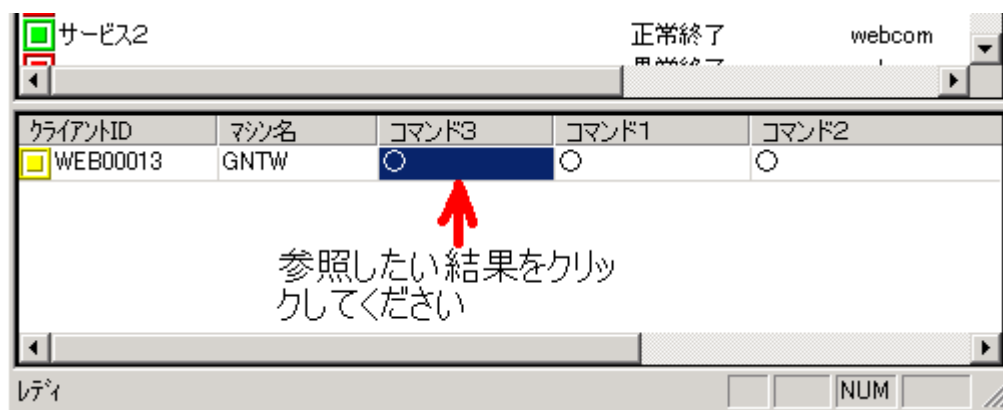 サービス2 正常終了 webcom
ｸﾗｲｱﾝﾄID ﾏｼﾝ名 コマンド3 コマンド1 コマンド2
WEB00013 GNTW ○ ○ ○
参照したい結果をクリッ
クしてください
ﾚﾃﾞｨ NUM